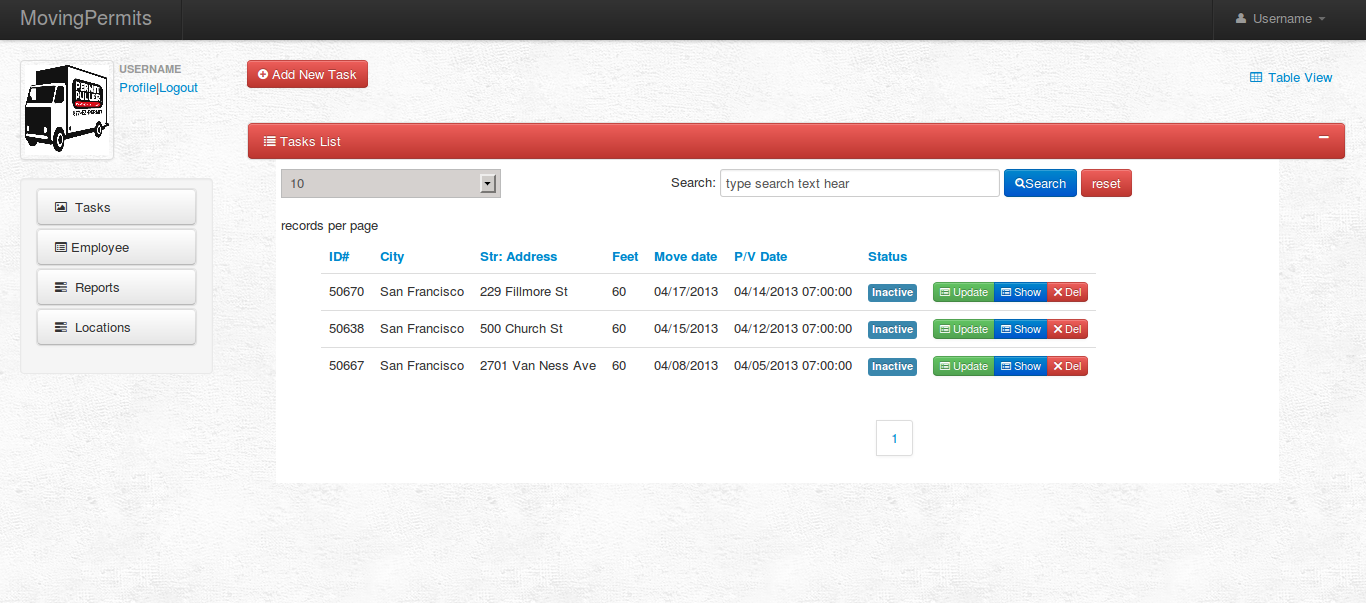 MovingPermits
Username
USERNAME
Profile|Logout
PERMIT
PULLER
Add New Task
Table View
Tasks List
10
Search: type search text hear Search reset
records per page
Tasks
Employee
Reports
Locations
ID# City Str: Address Feet Move date P/V Date Status
50670 San Francisco 229 Fillmore St 60 04/17/2013 04/14/2013 07:00:00 Inactive Update Show Del
50638 San Francisco 500 Church St 60 04/15/2013 04/12/2013 07:00:00 Inactive Update Show Del
50667 San Francisco 2701 Van Ness Ave 60 04/08/2013 04/05/2013 07:00:00 Inactive Update Show Del
1